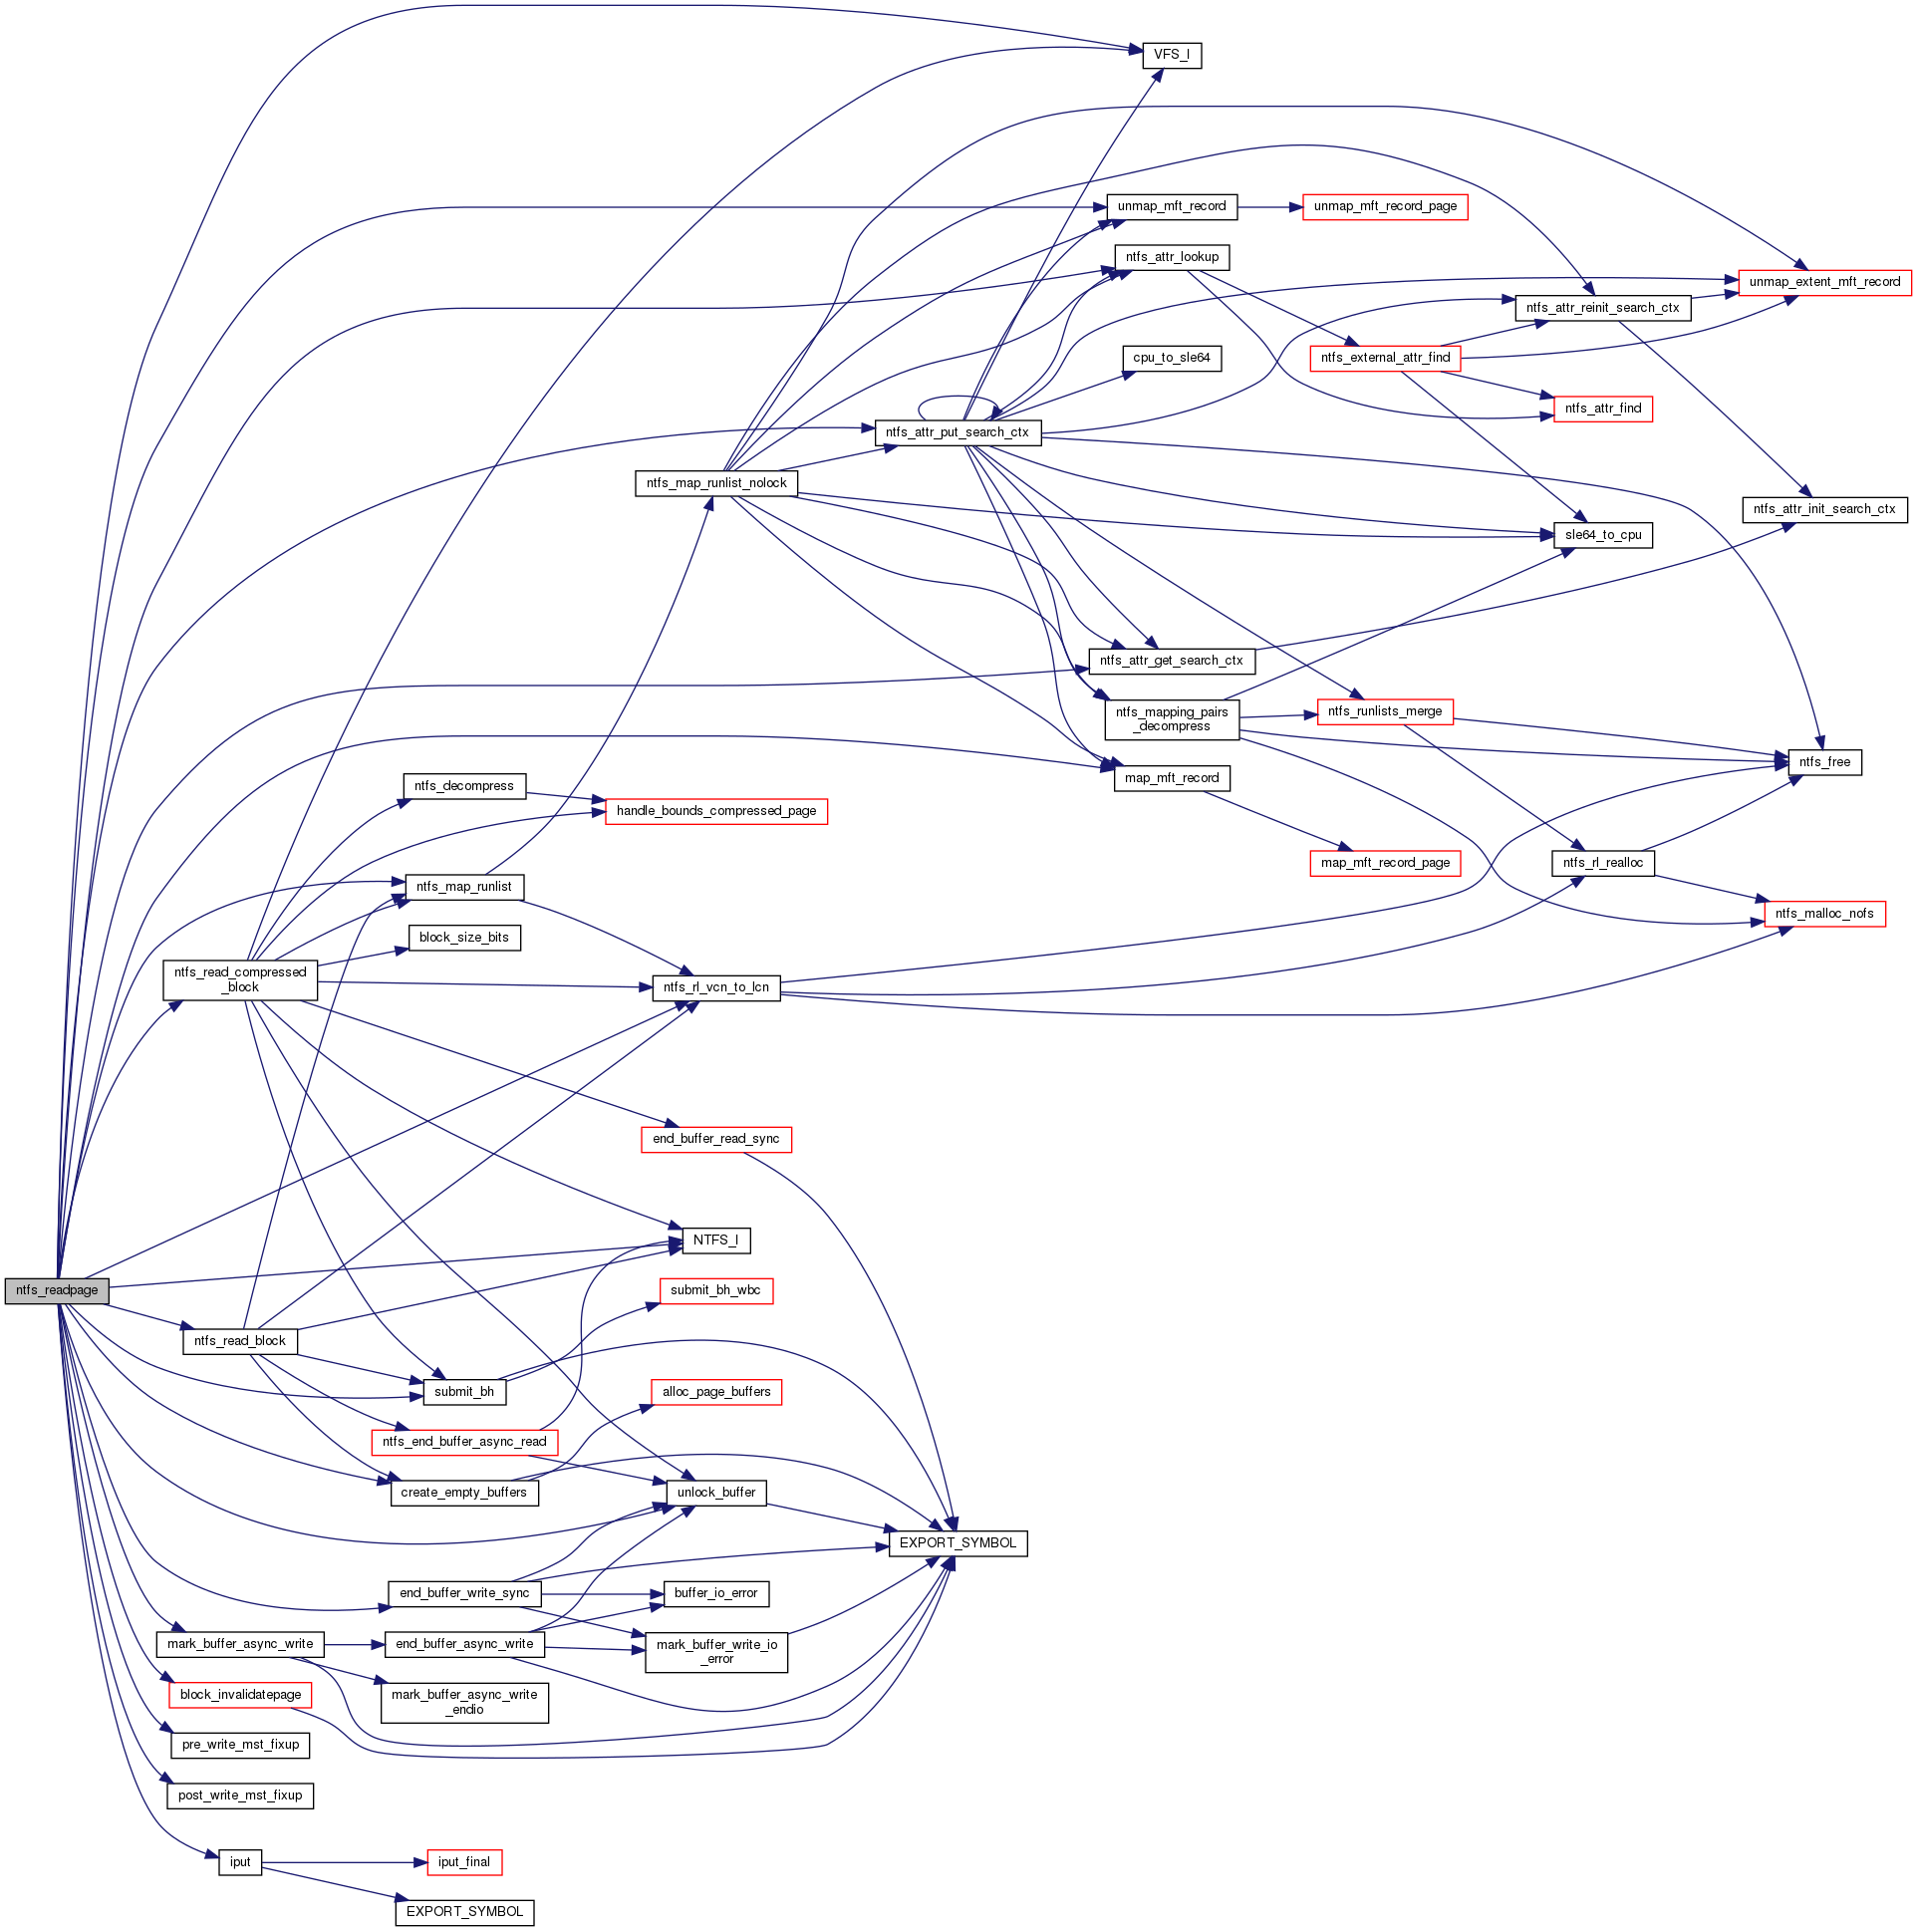 VFS_I
unmap_mft_record
unmap_mft_record_page
ntfs_attr_lookup
unmap_extent_mft_record
ntfs_attr_reinit_search_ctx
cpu_to_sle64
ntfs_external_attr_find
ntfs_attr_find
ntfs_attr_put_search_ctx
ntfs_map_runlist_nolock
ntfs_attr_init_search_ctx
sle64_to_cpu
ntfs_attr_get_search_ctx
ntfs_mapping_pairs
_decompress
ntfs_runlists_merge
ntfs_free
map_mft_record
ntfs_decompress
handle_bounds_compressed_page
map_mft_record_page
ntfs_rl_realloc
ntfs_map_runlist
ntfs_malloc_nofs
block_size_bits
ntfs_read_compressed
_block
ntfs_rl_vcn_to_lcn
end_buffer_read_sync
NTFS_I
ntfs_readpage
submit_bh_wbc
ntfs_read_block
submit_bh
alloc_page_buffers
ntfs_end_buffer_async_read
create_empty_buffers
unlock_buffer
EXPORT_SYMBOL
end_buffer_write_sync
buffer_io_error
mark_buffer_async_write
end_buffer_async_write
mark_buffer_write_io
_error
block_invalidatepage
mark_buffer_async_write
_endio
pre_write_mst_fixup
post_write_mst_fixup
iput
iput_final
EXPORT_SYMBOL